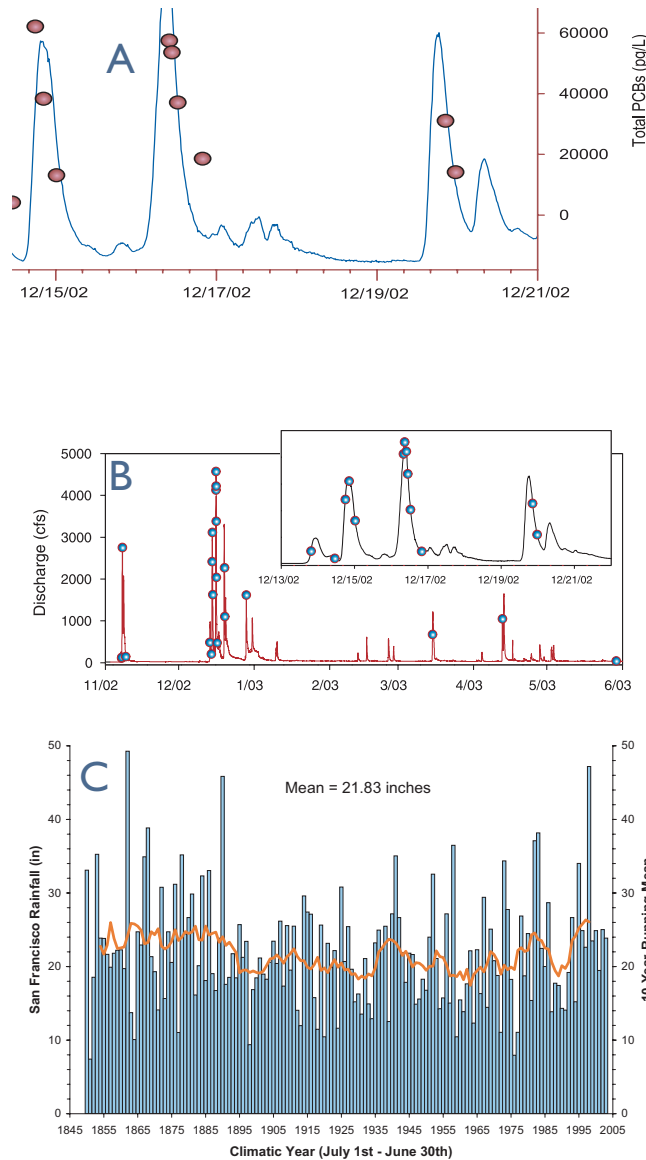 A
60000
40000
20000
0
Total PCBs (pg/L)
12/15/02 12/17/02 12/19/02 12/21/02
B
Discharge (cfs)
5000
4000
3000
2000
1000
0
12/13/02 12/15/02 12/17/02 12/19/02 12/21/02
11/02 12/02 1/03 2/03 3/03 4/03 5/03 6/03
C
Mean = 21.83 inches
San Francisco Rainfall (in)
50 50
40 40
30 30
20 20
10 10
0 0
10 Year Running Mean
1845 1855 1865 1875 1885 1895 1905 1915 1925 1935 1945 1955 1965 1975 1985 1995 2005
Climatic Year (July 1st - June 30th)